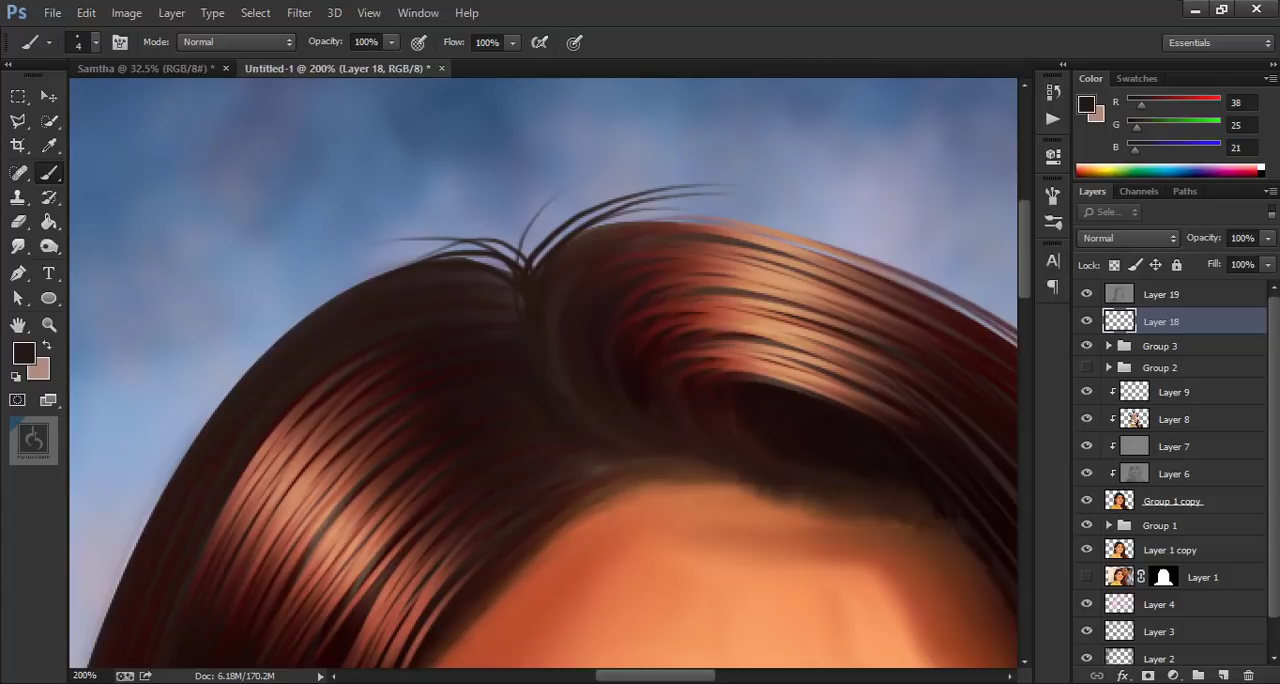 Ps File Edit Image Layer Type Select Filter 3D View Window Help
4 Mode: Normal Opacity: 100% Flow: 100% Essentials
Samtha @ 32.5% (RGB/8#) * × Untitled-1 @ 200% (Layer 18, RGB/8) * ×
Color Swatches
R 38
G 25
B 21
Layers Channels Paths
Sele...
Normal Opacity: 100%
Lock: Fill: 100%
Layer 19
Layer 18
Group 3
Group 2
Layer 9
Layer 8
Layer 7
Layer 6
Group 1 copy
Group 1
Layer 1 copy
Layer 1
Layer 4
Layer 3
Layer 2
200% Doc: 6.18M/170.2M